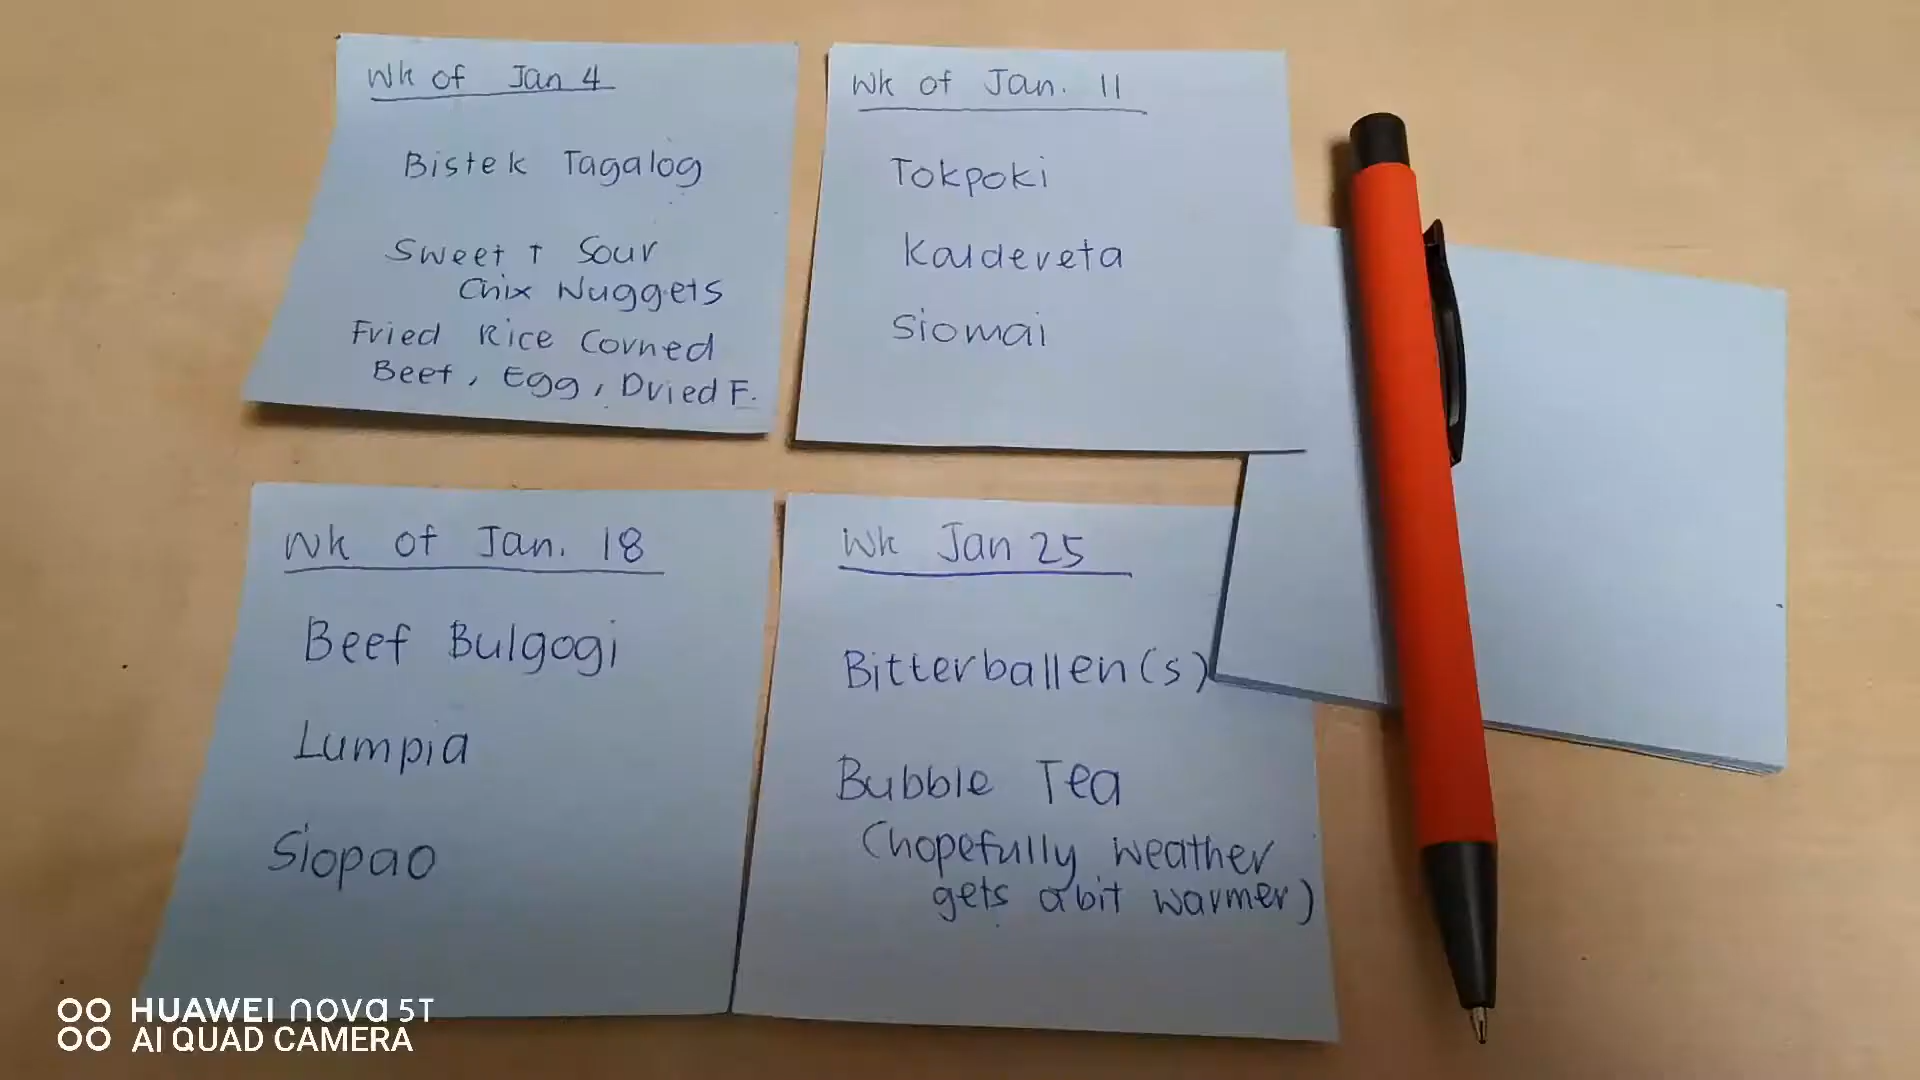 Wk of Jan 4
Bistek Tagalog
Sweet + Sour
Chix Nuggets
Fried Rice Corned
Beef, Egg, Dried F.
Wk of Jan. 11
Tokpoki
Kaldereta
Siomai
Wk of Jan. 18
Beef Bulgogi
Lumpia
Siopao
Wk Jan 25
Bitterballen(s)
Bubble Tea
(hopefully weather
gets a bit warmer)
HUAWEI nova 5T
AI QUAD CAMERA